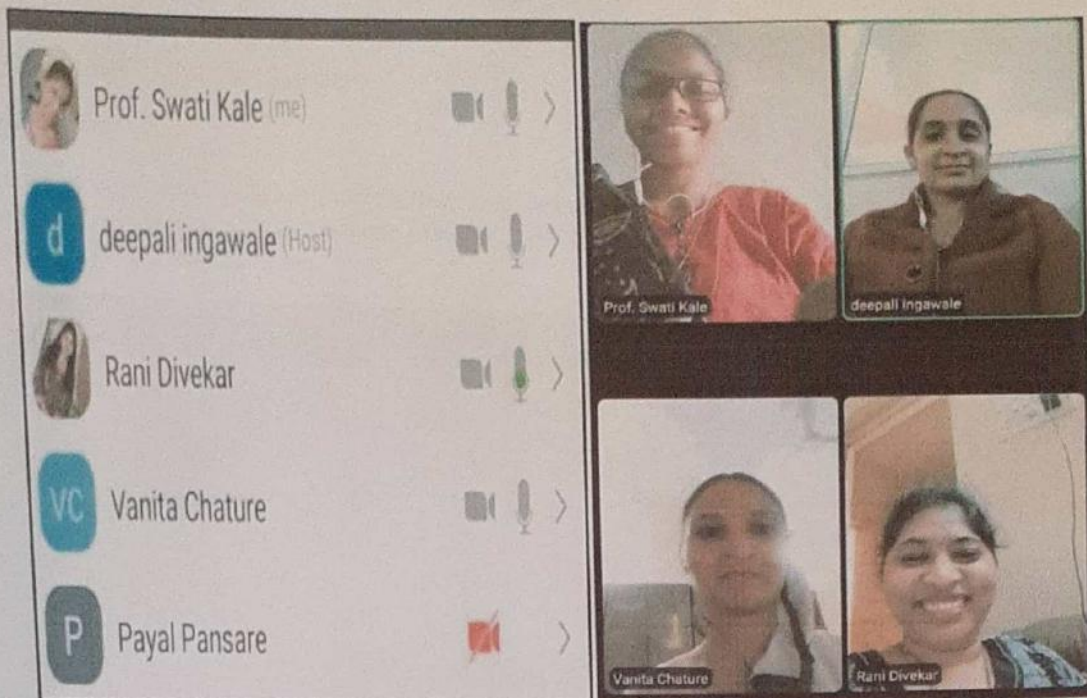 Prof. Swati Kale (me)
d
deepali ingawale (Host)
Rani Divekar
VC
Vanita Chature
P
Payal Pansare
Prof. Swati Kale
deepali ingawale
Vanita Chature
Rani Divekar